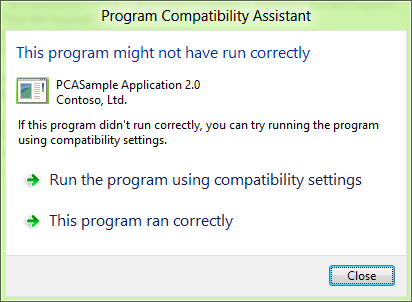 Program Compatibility Assistant
This program might not have run correctly
PCASample Application 2.0
Contoso, Ltd.
If this program didn't run correctly, you can try running the program
using compatibility settings.
Run the program using compatibility settings
This program ran correctly
Close